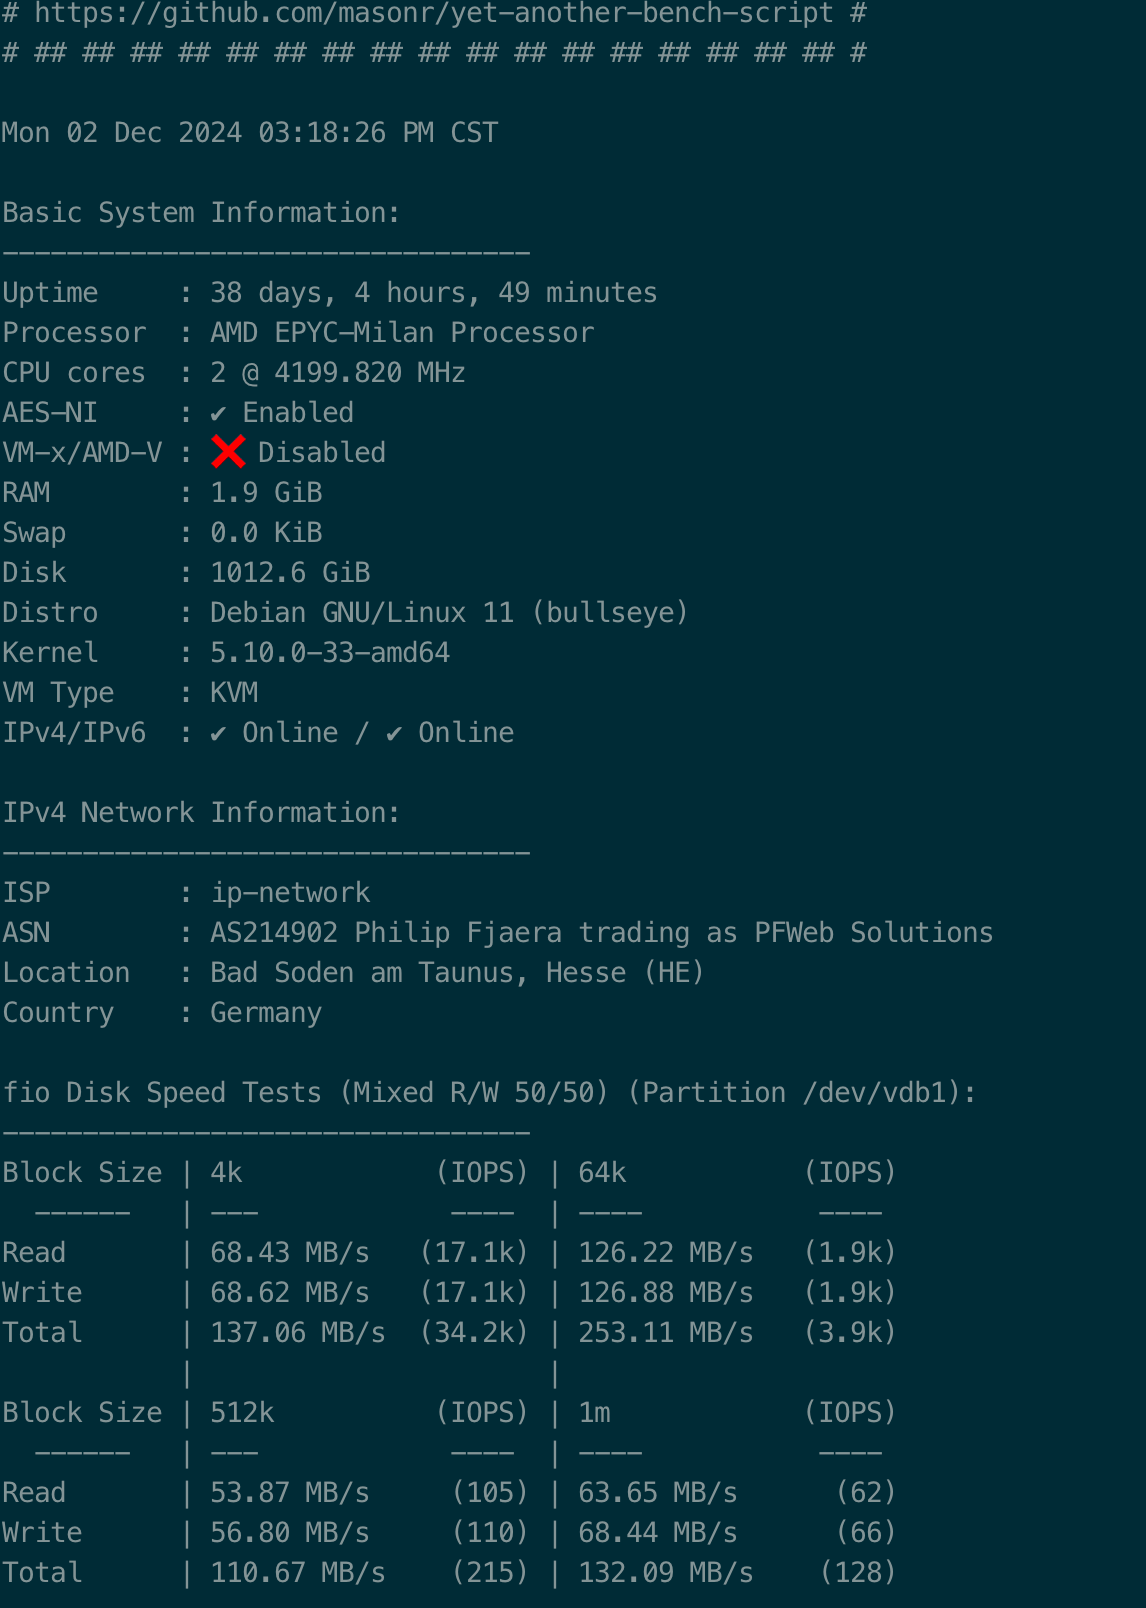 # https://github.com/masonr/yet-another-bench-script #
# ## ## ## ## ## ## ## ## ## ## ## ## ## ## ## ## ## #
Mon 02 Dec 2024 03:18:26 PM CST
Basic System Information:
---------------------------------
Uptime     : 38 days, 4 hours, 49 minutes
Processor  : AMD EPYC-Milan Processor
CPU cores  : 2 @ 4199.820 MHz
AES-NI     : ✔ Enabled
VM-x/AMD-V : ❌ Disabled
RAM        : 1.9 GiB
Swap       : 0.0 KiB
Disk       : 1012.6 GiB
Distro     : Debian GNU/Linux 11 (bullseye)
Kernel     : 5.10.0-33-amd64
VM Type    : KVM
IPv4/IPv6  : ✔ Online / ✔ Online
IPv4 Network Information:
---------------------------------
ISP        : ip-network
ASN        : AS214902 Philip Fjaera trading as PFWeb Solutions
Location   : Bad Soden am Taunus, Hesse (HE)
Country    : Germany
fio Disk Speed Tests (Mixed R/W 50/50) (Partition /dev/vdb1):
---------------------------------
Block Size | 4k            (IOPS) | 64k           (IOPS)
  ------   | ---            ----  | ----           ----
Read       | 68.43 MB/s   (17.1k) | 126.22 MB/s   (1.9k)
Write      | 68.62 MB/s   (17.1k) | 126.88 MB/s   (1.9k)
Total      | 137.06 MB/s  (34.2k) | 253.11 MB/s   (3.9k)
           |                      |
Block Size | 512k          (IOPS) | 1m            (IOPS)
  ------   | ---            ----  | ----           ----
Read       | 53.87 MB/s     (105) | 63.65 MB/s      (62)
Write      | 56.80 MB/s     (110) | 68.44 MB/s      (66)
Total      | 110.67 MB/s    (215) | 132.09 MB/s    (128)